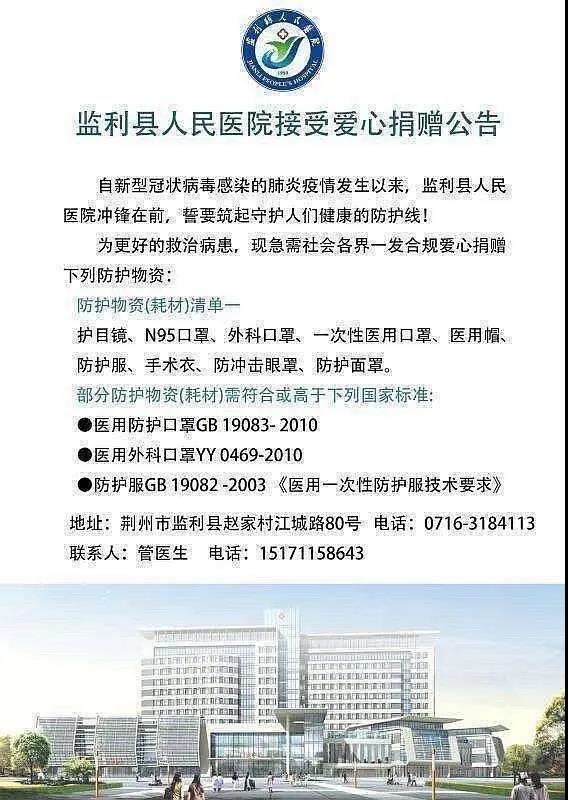 监利县人民医院
JIANLI PEOPLE'S HOSPITAL
监利县人民医院接受爱心捐赠公告
自新型冠状病毒感染的肺炎疫情发生以来，监利县人民
医院冲锋在前，誓要筑起守护人们健康的防护线！
为更好的救治病患，现急需社会各界一发合规爱心捐赠
下列防护物资：
防护物资(耗材)清单一
护目镜、N95口罩、外科口罩、一次性医用口罩、医用帽、
防护服、手术衣、防冲击眼罩、防护面罩。
部分防护物资(耗材)需符合或高于下列国家标准:
●医用防护口罩GB 19083- 2010
●医用外科口罩YY 0469-2010
●防护服GB 19082 -2003 《医用一次性防护服技术要求》
地址：荆州市监利县赵家村江城路80号 电话：0716-3184113
联系人：管医生 电话：15171158643